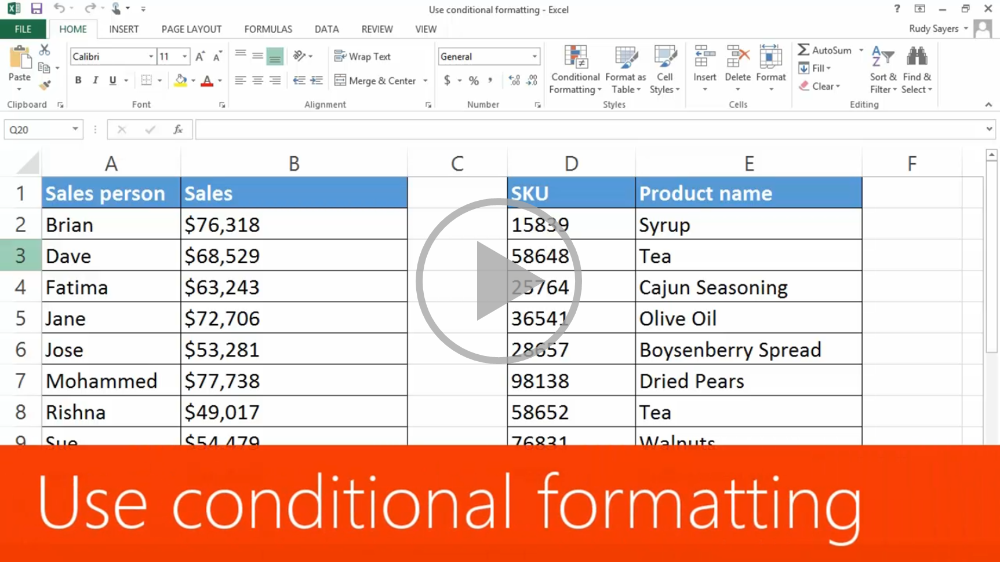 Use conditional formatting - Excel
?
FILE HOME INSERT PAGE LAYOUT FORMULAS DATA REVIEW VIEW
Rudy Sayers
Paste
Calibri 11
A A
B I U A
Wrap Text
Merge & Center
General
$ % ,
Conditional Formatting
Format as Table
Cell Styles
Insert Delete Format
AutoSum
Fill
Clear
Sort & Filter
Find & Select
Clipboard Font Alignment Number Styles Cells Editing
Q20 fx
A B C D E F
1 Sales person Sales SKU Product name
2 Brian $76,318 15839 Syrup
3 Dave $68,529 58648 Tea
4 Fatima $63,243 25764 Cajun Seasoning
5 Jane $72,706 36541 Olive Oil
6 Jose $53,281 28657 Boysenberry Spread
7 Mohammed $77,738 98138 Dried Pears
8 Rishna $49,017 58652 Tea
9 Sue $54,479 76831 Walnuts
Use conditional formatting